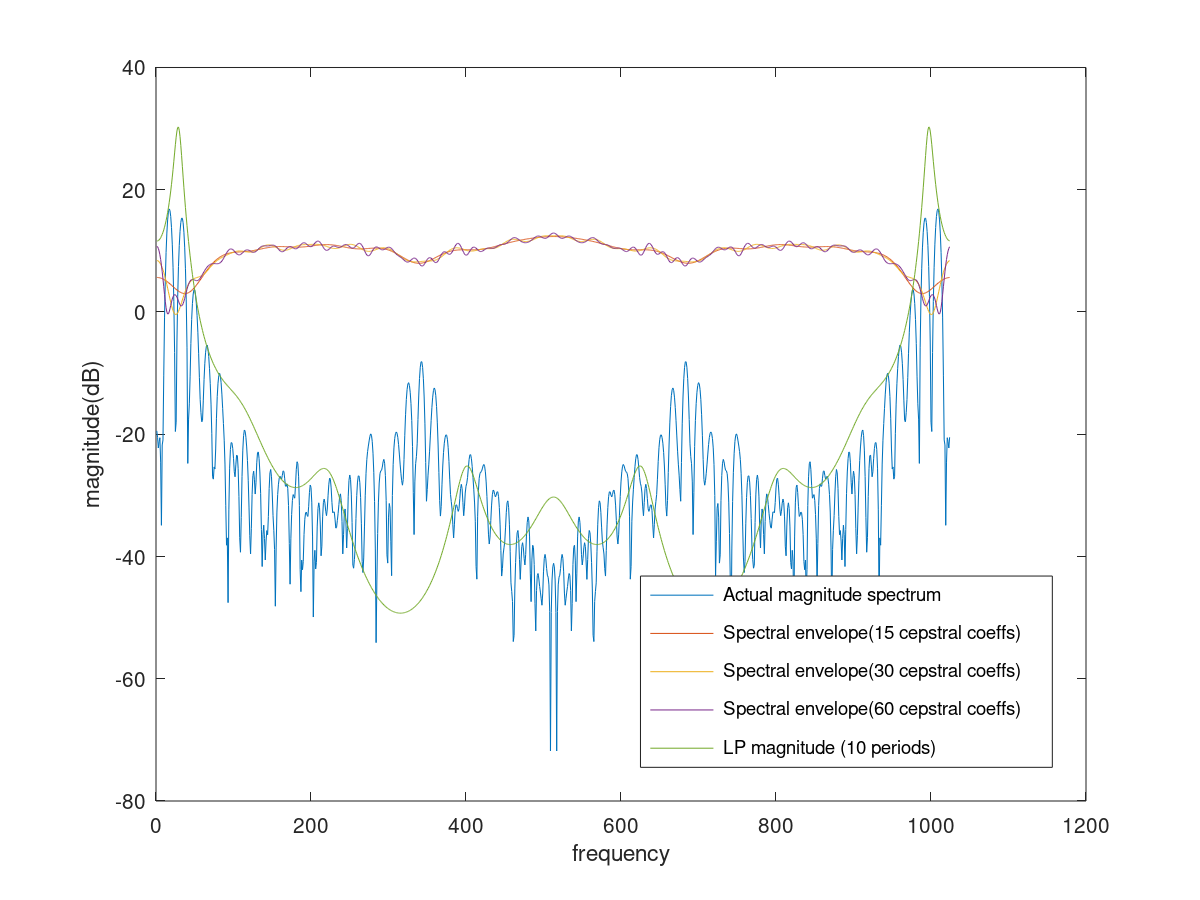 40
20
0
-20
-40
-60
-80
magnitude(dB)
Actual magnitude spectrum
Spectral envelope(15 cepstral coeffs)
Spectral envelope(30 cepstral coeffs)
Spectral envelope(60 cepstral coeffs)
LP magnitude (10 periods)
0 200 400 600 800 1000 1200
frequency